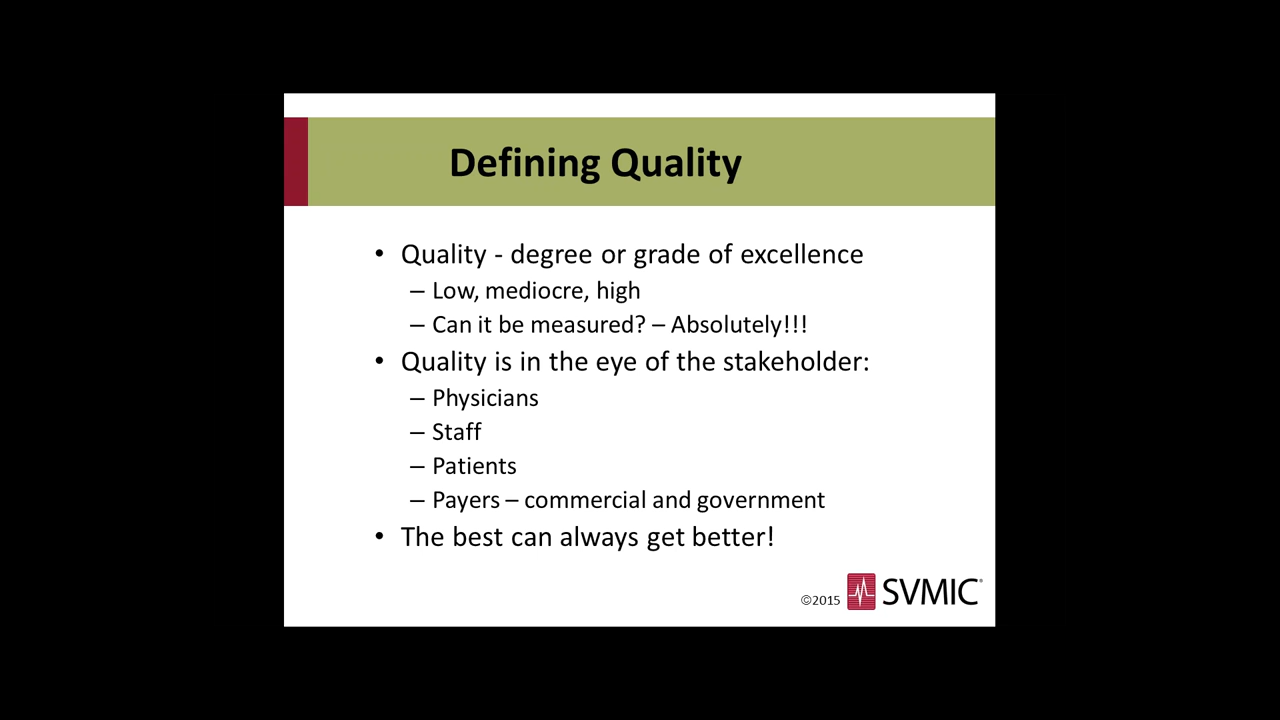 Defining Quality
• Quality - degree or grade of excellence
– Low, mediocre, high
– Can it be measured? – Absolutely!!!
• Quality is in the eye of the stakeholder:
– Physicians
– Staff
– Patients
– Payers – commercial and government
• The best can always get better!
©2015 SVMIC®